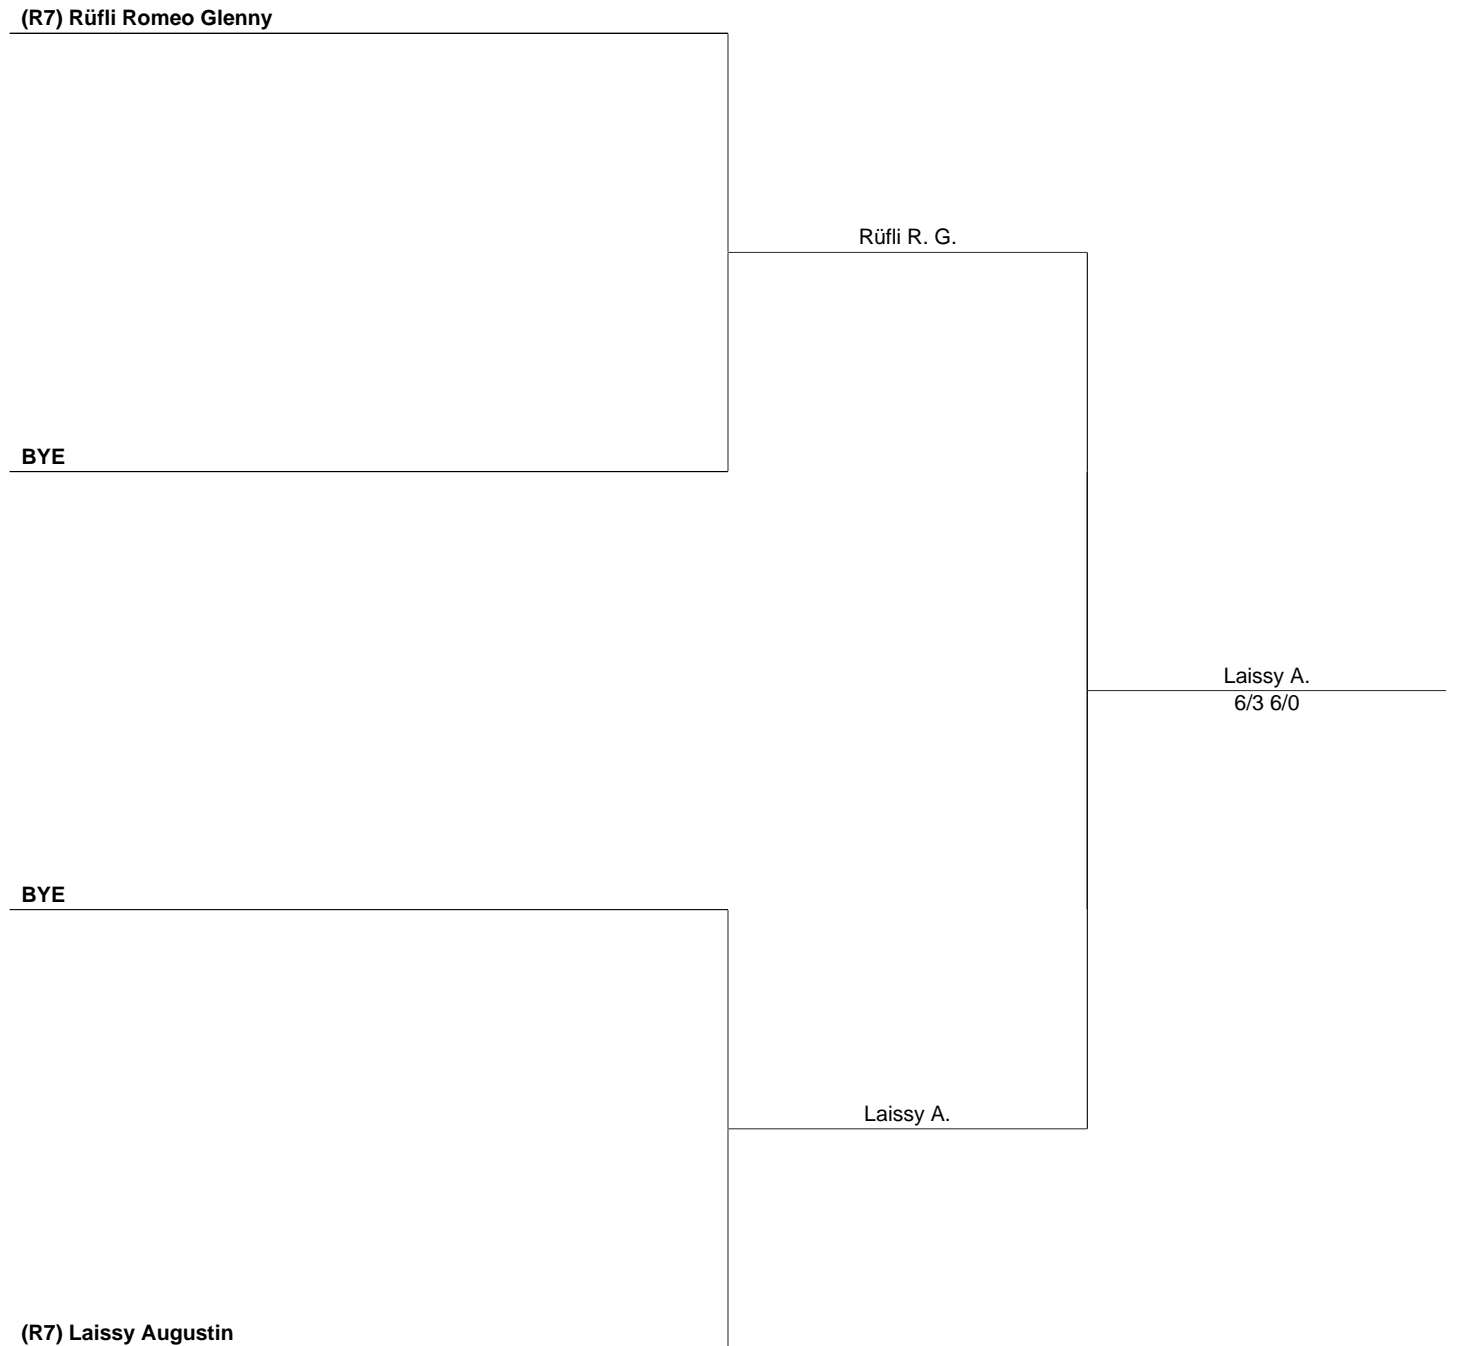 (R7) Rüfli Romeo Glenny
Rüfli R. G.
BYE
Laissy A.
6/3 6/0
BYE
Laissy A.
(R7) Laissy Augustin